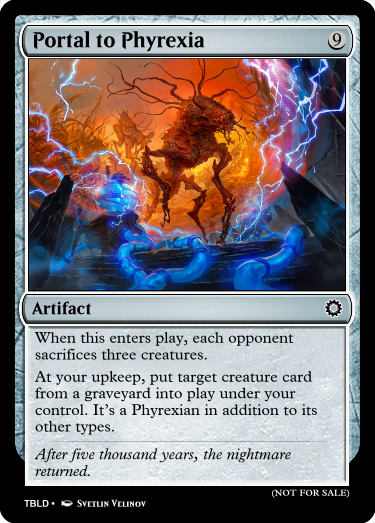 Portal to Phyrexia 9
Artifact
When this enters play, each opponent
sacrifices three creatures.
At your upkeep, put target creature card
from a graveyard into play under your
control. It's a Phyrexian in addition to its
other types.
After five thousand years, the nightmare
returned.
(NOT FOR SALE)
TBLD • Svetlin Velinov